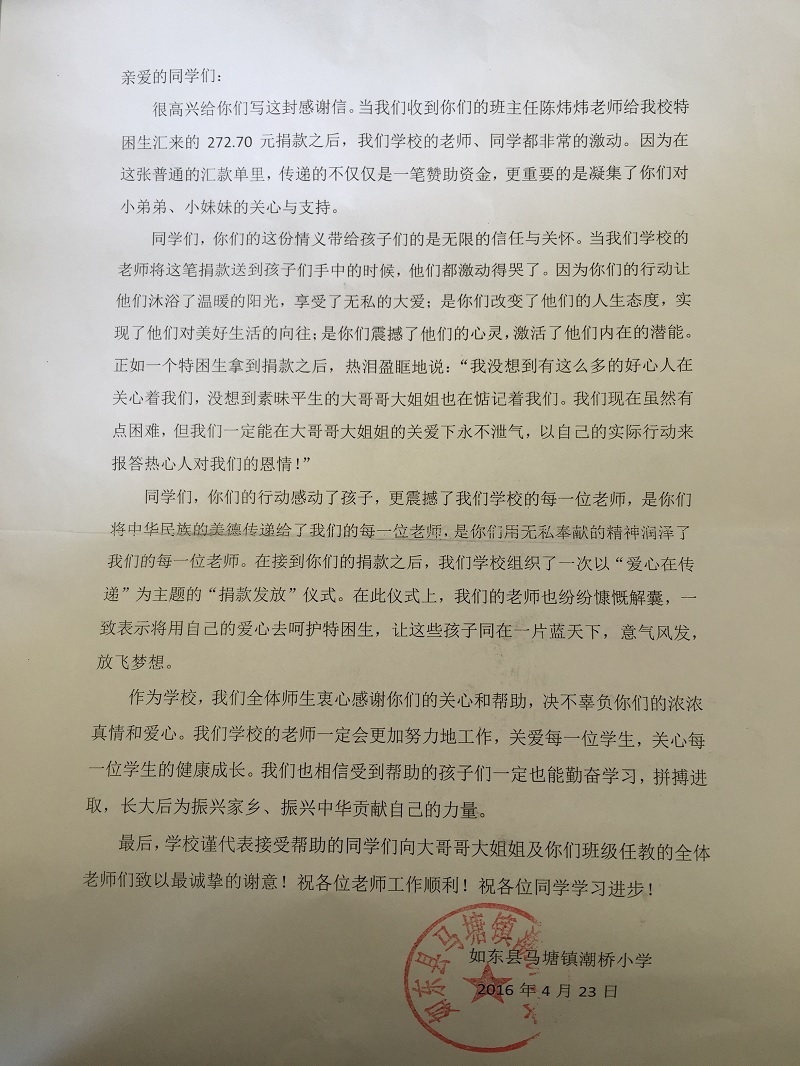 亲爱的同学们：
很高兴给你们写这封感谢信。当我们收到你们的班主任陈炜炜老师给我校特
困生汇来的 272.70 元捐款之后，我们学校的老师、同学都非常的激动。因为在
这张普通的汇款单里，传递的不仅仅是一笔赞助资金，更重要的是凝集了你们对
小弟弟、小妹妹的关心与支持。
同学们，你们的这份情义带给孩子们的是无限的信任与关怀。当我们学校的
老师将这笔捐款送到孩子们手中的时候，他们都激动得哭了。因为你们的行动让
他们沐浴了温暖的阳光，享受了无私的大爱；是你们改变了他们的人生态度，实
现了他们对美好生活的向往；是你们震撼了他们的心灵，激活了他们内在的潜能。
正如一个特困生拿到捐款之后，热泪盈眶地说：“我没想到有这么多的好心人在
关心着我们，没想到素昧平生的大哥哥大姐姐也在惦记着我们。我们现在虽然有
点困难，但我们一定能在大哥哥大姐姐的关爱下永不泄气，以自己的实际行动来
报答热心人对我们的恩情！”
同学们，你们的行动感动了孩子，更震撼了我们学校的每一位老师，是你们
将中华民族的美德传递给了我们的每一位老师，是你们用无私奉献的精神润泽了
我们的每一位老师。在接到你们的捐款之后，我们学校组织了一次以“爱心在传
递”为主题的“捐款发放”仪式。在此仪式上，我们的老师也纷纷慷慨解囊，一
致表示将用自己的爱心去呵护特困生，让这些孩子同在一片蓝天下，意气风发，
放飞梦想。
作为学校，我们全体师生衷心感谢你们的关心和帮助，决不辜负你们的浓浓
真情和爱心。我们学校的老师一定会更加努力地工作，关爱每一位学生，关心每
一位学生的健康成长。我们也相信受到帮助的孩子们一定也能勤奋学习，拼搏进
取，长大后为振兴家乡、振兴中华贡献自己的力量。
最后，学校谨代表接受帮助的同学们向大哥哥大姐姐及你们班级任教的全体
老师们致以最诚挚的谢意！祝各位老师工作顺利！祝各位同学学习进步！
如东县马塘镇潮桥小学
2016 年 4 月 23 日
如东县马塘镇